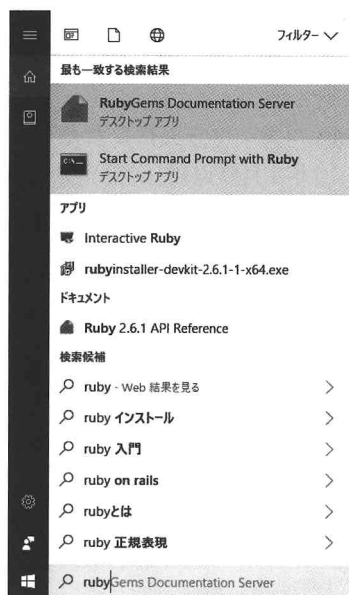 フィルター
最も一致する検索結果
RubyGems Documentation Server
デスクトップ アプリ
Start Command Prompt with Ruby
デスクトップ アプリ
アプリ
Interactive Ruby
rubyinstaller-devkit-2.6.1-1-x64.exe
ドキュメント
Ruby 2.6.1 API Reference
検索候補
ruby - Web 結果を見る
ruby インストール
ruby 入門
ruby on rails
rubyとは
ruby 正規表現
rubyGems Documentation Server